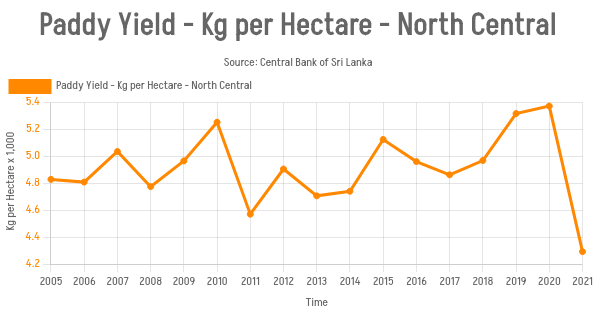 Paddy Yield - Kg per Hectare - North Central
Source: Central Bank of Sri Lanka
Paddy Yield - Kg per Hectare - North Central
Kg per Hectare x 1,000
5.4
5.2
5.0
4.8
4.6
4.4
4.2
2005 2006 2007 2008 2009 2010 2011 2012 2013 2014 2015 2016 2017 2018 2019 2020 2021
Time